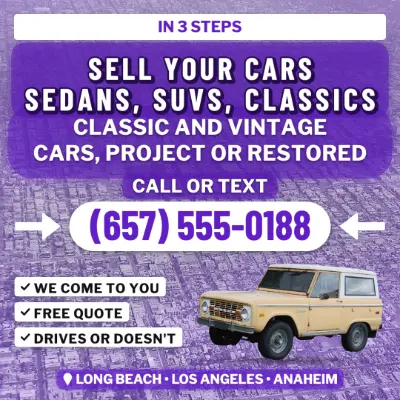 IN 3 STEPS
SELL YOUR CARS
SEDANS, SUVS, CLASSICS
CLASSIC AND VINTAGE
CARS, PROJECT OR RESTORED
CALL OR TEXT
(657) 555-0188
WE COME TO YOU
FREE QUOTE
DRIVES OR DOESN'T
LONG BEACH • LOS ANGELES • ANAHEIM